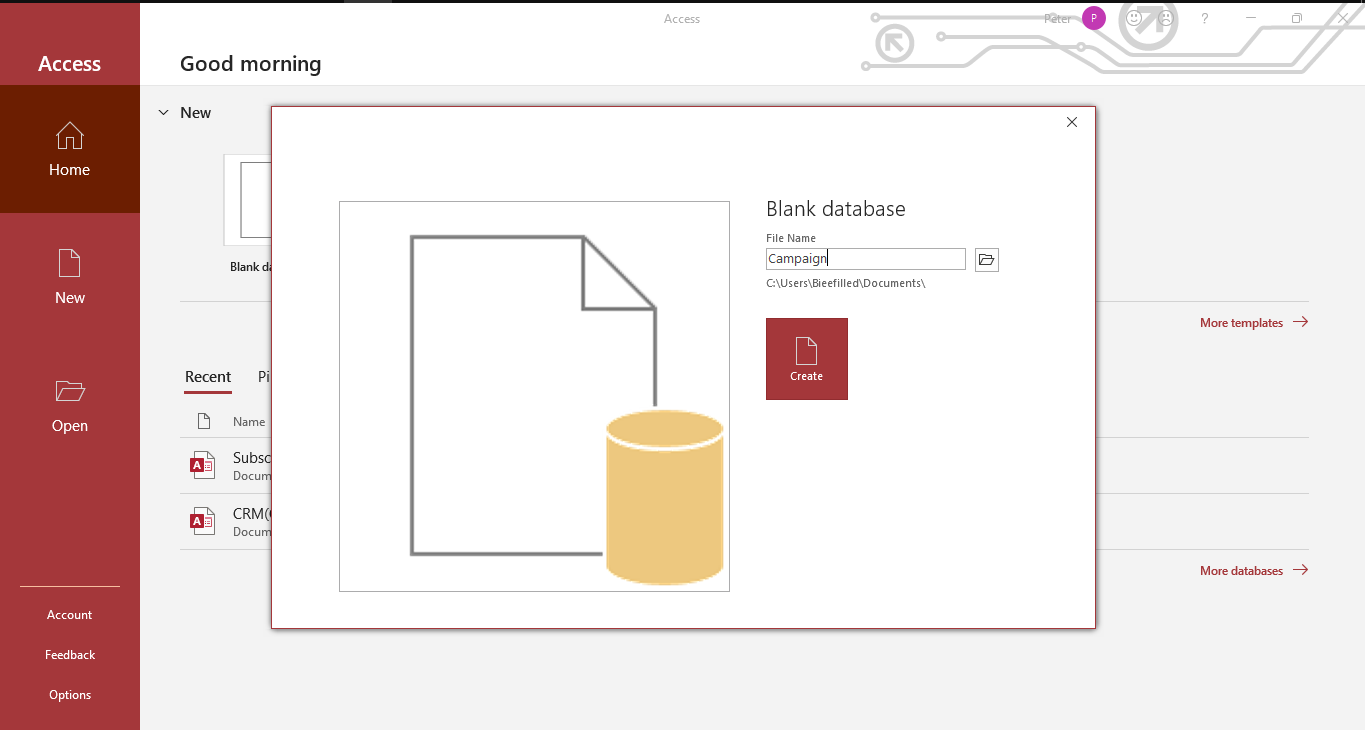 Access
Peter
P
?
Access
Good morning
Home
New
Open
Account
Feedback
Options
New
Blank da
More templates
Recent
Pi
Name
Subsc
Docum
CRM(
Docum
More databases
Blank database
File Name
Campaign
C:\Users\Bieefilled\Documents\
Create
A
A